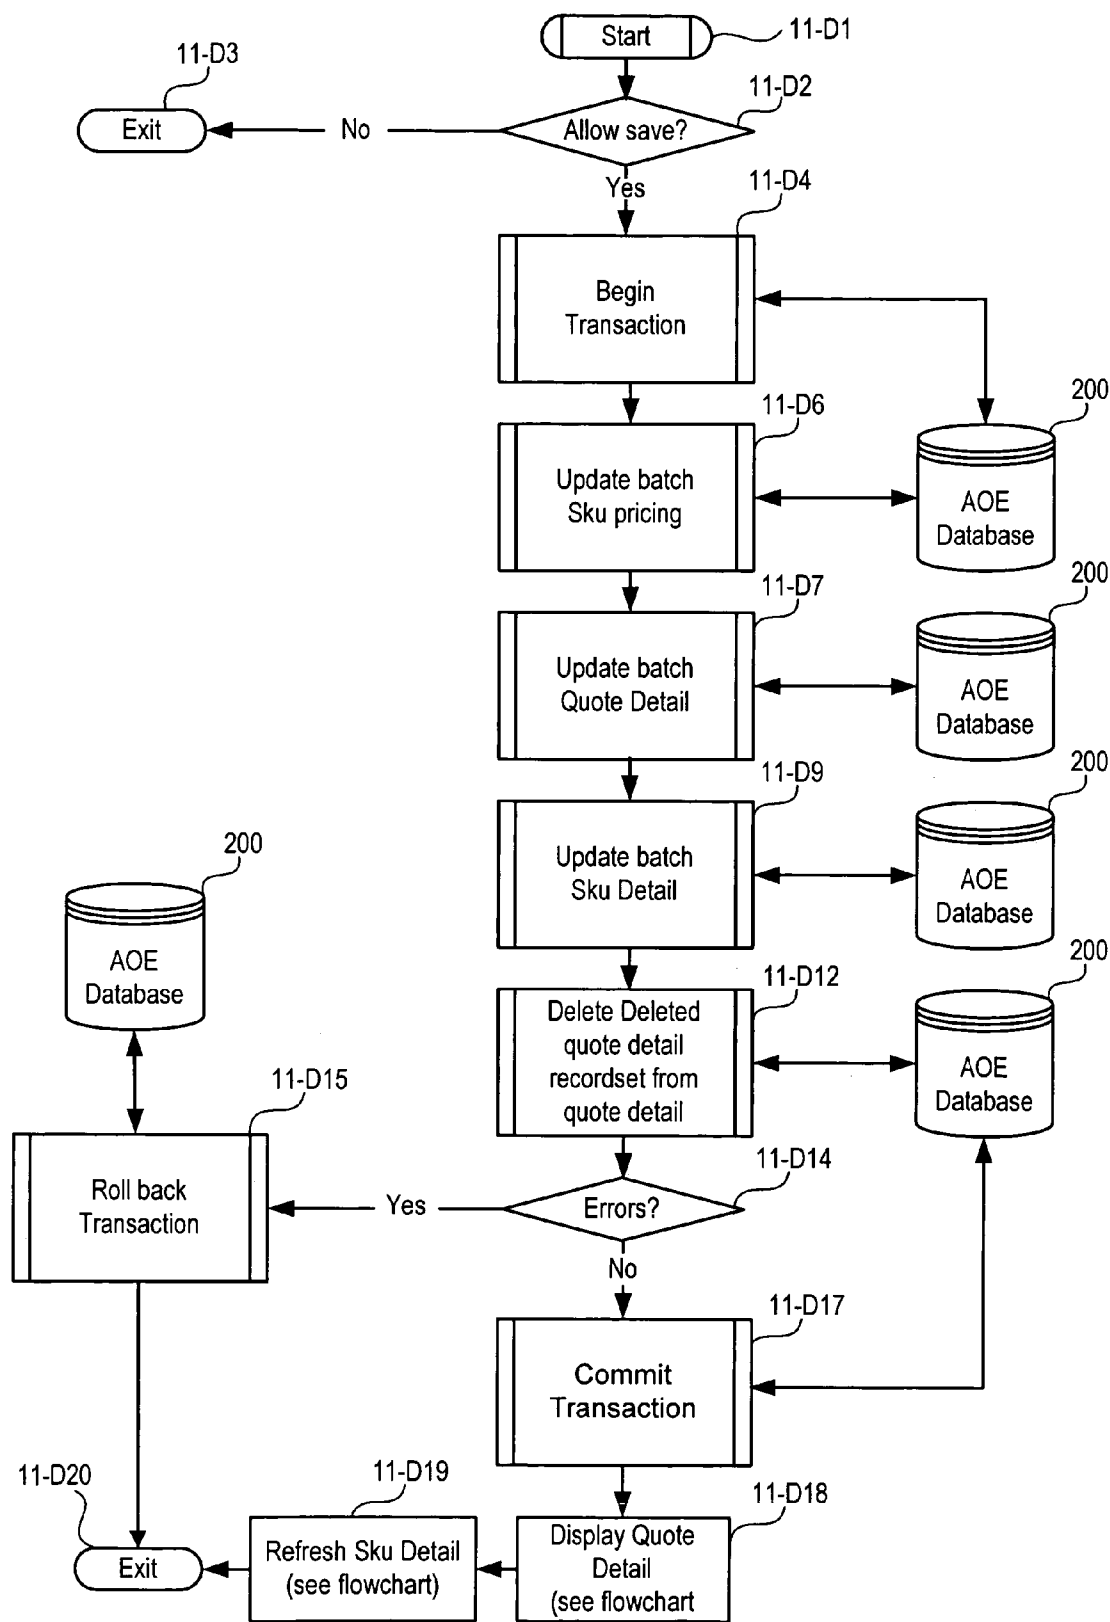 Start
11-D1
11-D3
11-D2
Exit
No
Allow save?
Yes
11-D4
Begin
Transaction
11-D6
200
Update batch
Sku pricing
AOE
Database
11-D7
200
Update batch
Quote Detail
AOE
Database
11-D9
200
Update batch
Sku Detail
AOE
Database
200
AOE
Database
11-D12
200
Delete Deleted
quote detail
recordset from
quote detail
AOE
Database
11-D15
Roll back
Transaction
Yes
11-D14
Errors?
No
11-D17
Commit
Transaction
11-D20
11-D19
11-D18
Exit
Refresh Sku Detail
(see flowchart)
Display Quote
Detail
(see flowchart